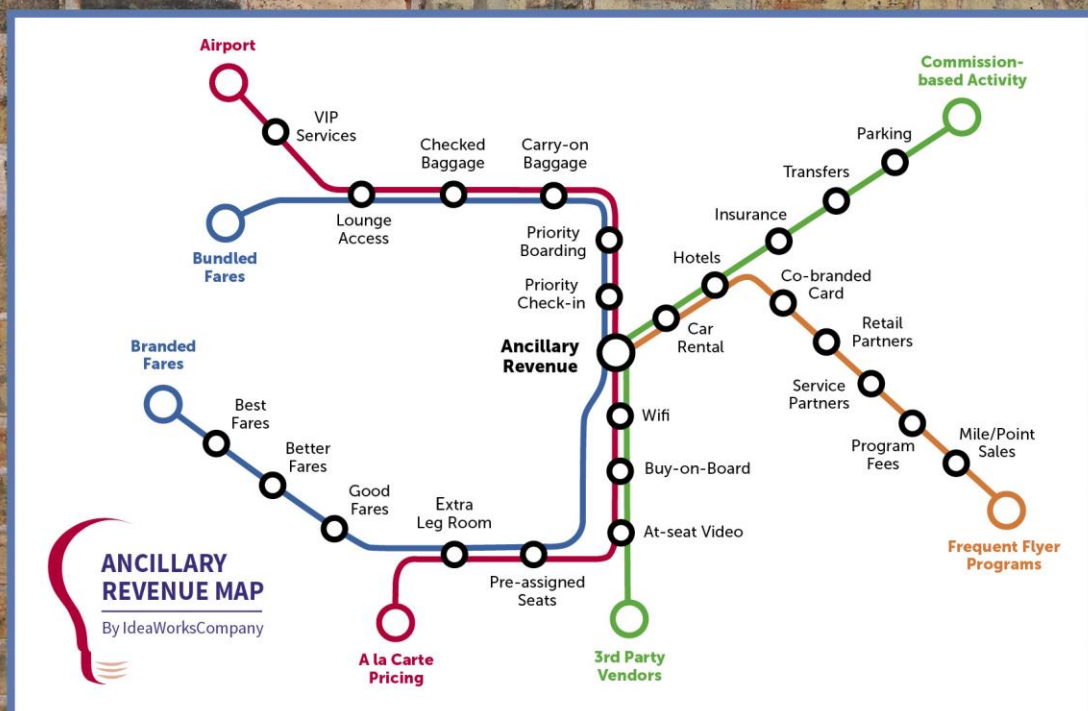 Airport
VIP
Services
Checked
Baggage
Carry-on
Baggage
Lounge
Access
Bundled
Fares
Priority
Boarding
Priority
Check-in
Ancillary
Revenue
Commission-
based Activity
Parking
Transfers
Insurance
Hotels
Car
Rental
Co-branded
Card
Retail
Partners
Service
Partners
Program
Fees
Mile/Point
Sales
Frequent Flyer
Programs
Branded
Fares
Best
Fares
Better
Fares
Good
Fares
Extra
Leg Room
Pre-assigned
Seats
Wifi
Buy-on-Board
At-seat Video
A la Carte
Pricing
3rd Party
Vendors
ANCILLARY
REVENUE MAP
By IdeaWorksCompany